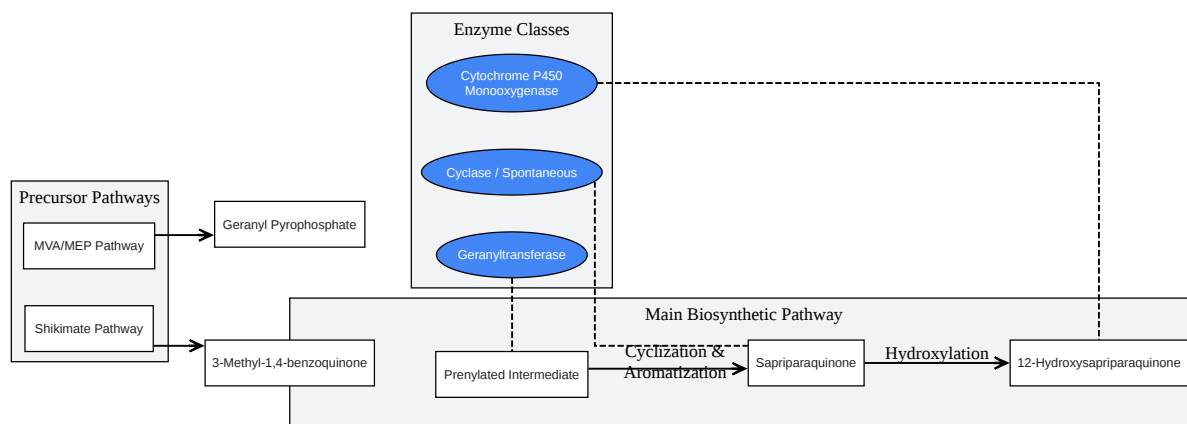 Enzyme Classes
Cytochrome P450
Monooxygenase
Cyclase / Spontaneous
Geranyltransferase
Precursor Pathways
MVA/MEP Pathway
Shikimate Pathway
Geranyl Pyrophosphate
Main Biosynthetic Pathway
3-Methyl-1,4-benzoquinone
Prenylated Intermediate
Cyclization &
Aromatization
Sapriparaquinone
Hydroxylation
12-Hydroxysapriparaquinone